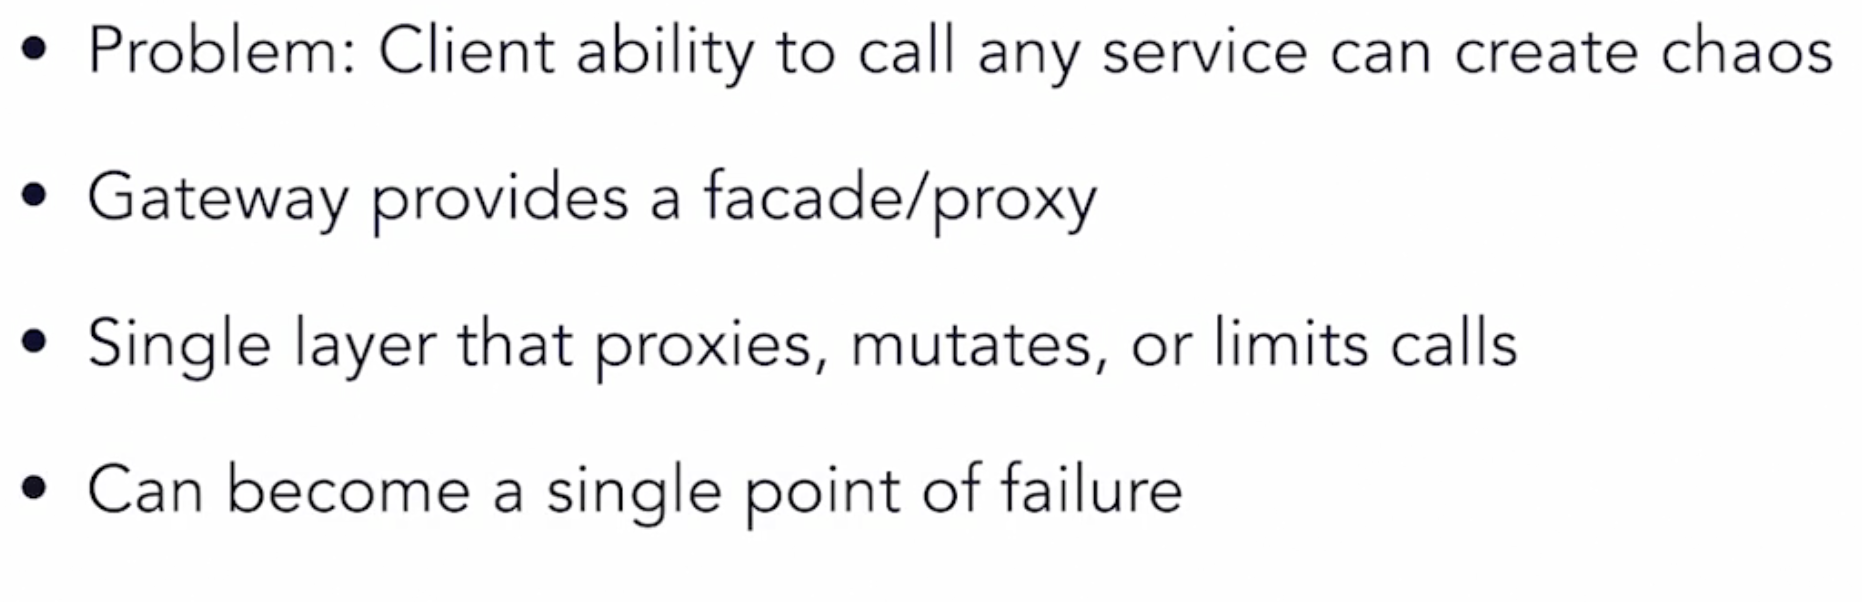 • Problem: Client ability to call any service can create chaos
• Gateway provides a facade/proxy
• Single layer that proxies, mutates, or limits calls
• Can become a single point of failure